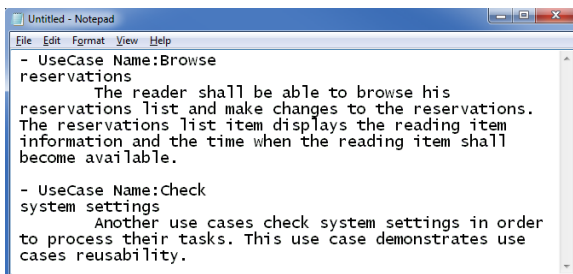 Untitled - Notepad
File Edit Format View Help
- UseCase Name:Browse
reservations
The reader shall be able to browse his
reservations list and make changes to the reservations.
The reservations list item displays the reading item
information and the time when the reading item shall
become available.
- UseCase Name:Check
system settings
Another use cases check system settings in order
to process their tasks. This use case demonstrates use
cases reusability.